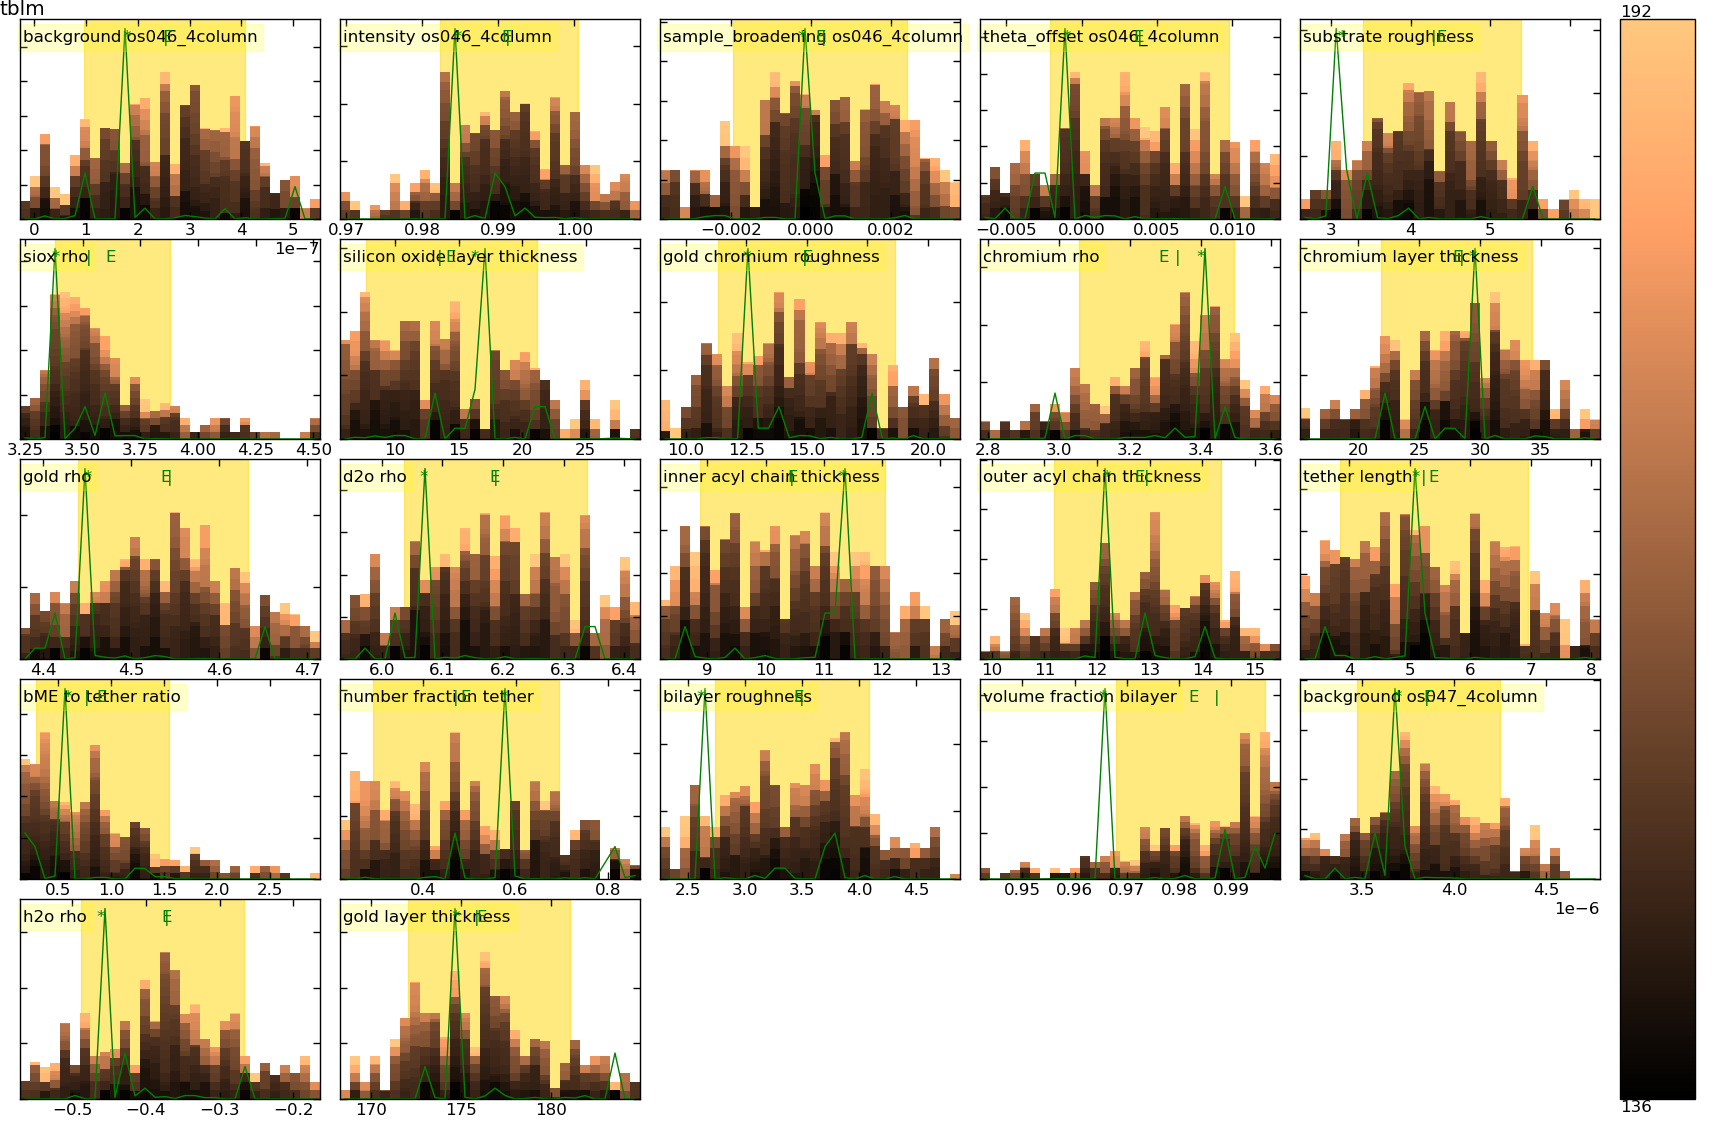 tblm
192
background os046_4column
intensity os046_4column
sample_broadening os046_4column
theta_offset os046_4column
substrate roughness
0 1 2 3 4 5
1e−7
0.97 0.98 0.99 1.00
−0.002 0.000 0.002
−0.005 0.000 0.005 0.010
3 4 5 6
siox rho
silicon oxide layer thickness
gold chromium roughness
chromium rho
chromium layer thickness
3.25 3.50 3.75 4.00 4.25 4.50
10 15 20 25
10.0 12.5 15.0 17.5 20.0
2.8 3.0 3.2 3.4 3.6
20 25 30 35
gold rho
d2o rho
inner acyl chain thickness
outer acyl chain thickness
tether length
4.4 4.5 4.6 4.7
6.0 6.1 6.2 6.3 6.4
9 10 11 12 13
10 11 12 13 14 15
4 5 6 7 8
bME to tether ratio
number fraction tether
bilayer roughness
volume fraction bilayer
background os047_4column
0.5 1.0 1.5 2.0 2.5
0.4 0.6 0.8
2.5 3.0 3.5 4.0 4.5
0.95 0.96 0.97 0.98 0.99
3.5 4.0 4.5
1e−6
h2o rho
gold layer thickness
−0.5 −0.4 −0.3 −0.2
170 175 180
136